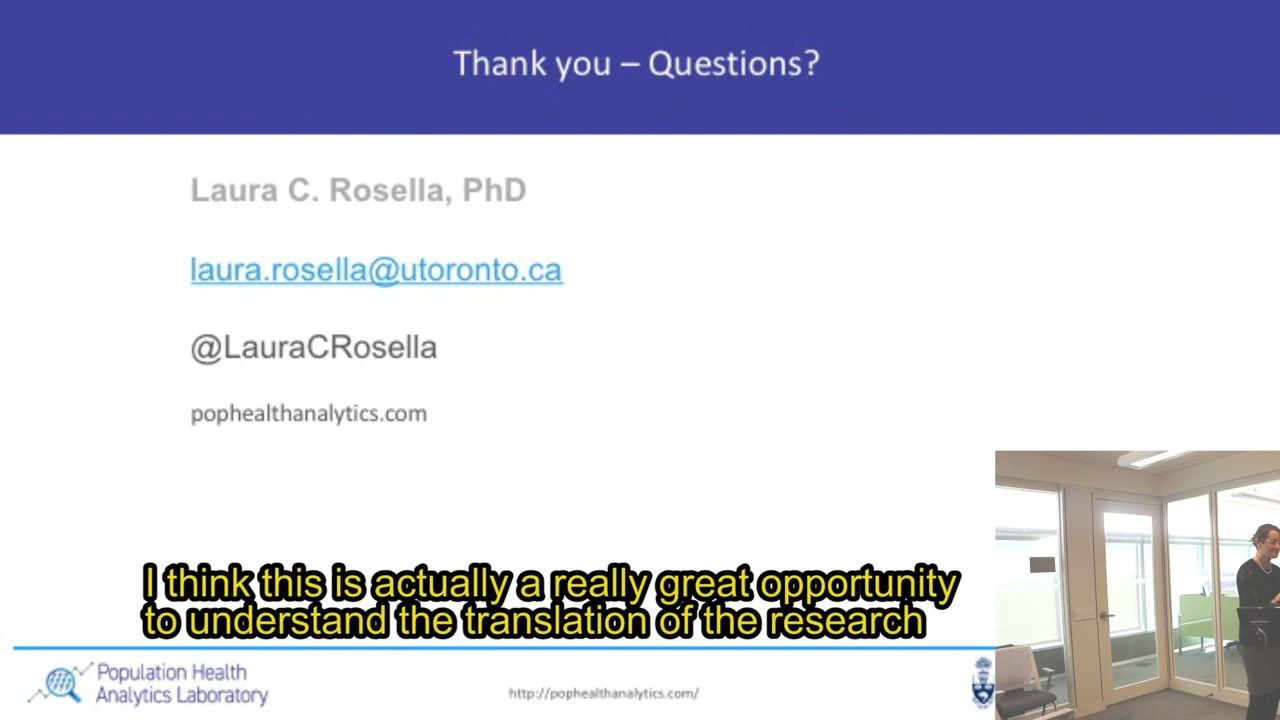 Thank you – Questions?
Laura C. Rosella, PhD
laura.rosella@utoronto.ca
@LauraCRosella
pophealthanalytics.com
I think this is actually a really great opportunity
to understand the translation of the research
Population Health
Analytics Laboratory
http://pophealthanalytics.com/